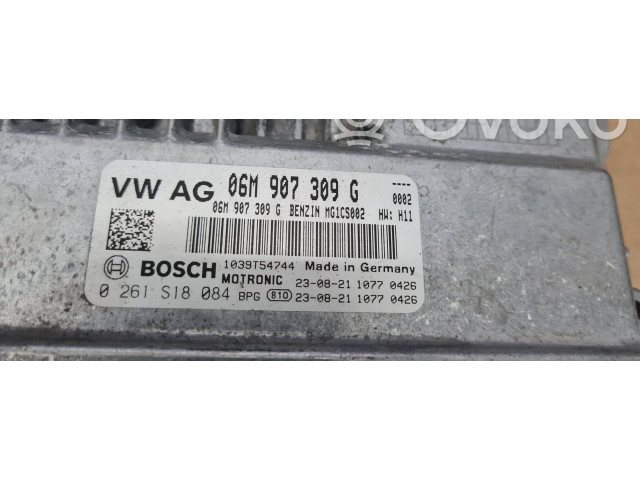 OVOKO
VW AG 06M 907 309 G ----
06M 907 309 G BENZIN MG1CS002 HW: H11 0002
BOSCH 1039T54744 Made in Germany
MOTRONIC 23-08-21 1077 0426
0 261 S18 084 BPG 810 23-08-21 1077 0426